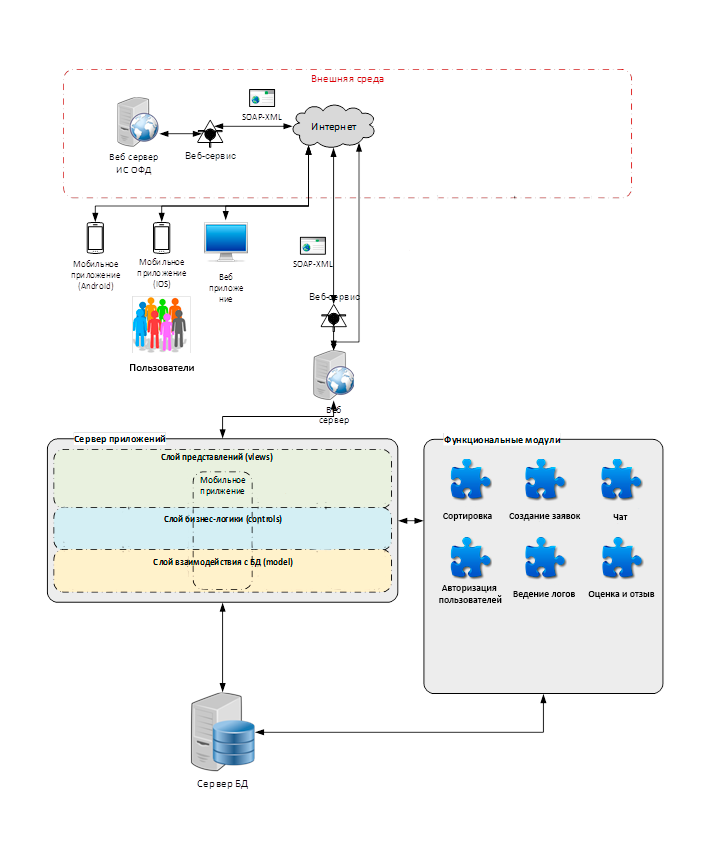 Внешняя среда
SOAP-XML
Интернет
Веб сервер
ИС ОФД
Веб-сервис
Мобильное
приложение
(Android)
Мобильное
приложение
(iOS)
Веб
приложе
ние
SOAP-XML
Веб-сервис
Пользователи
Веб
сервер
Сервер приложений
Слой представлений (views)
Мобильное
прилжение
Слой бизнес-логики (controls)
Слой взаимодействия с БД (model)
Функциональные модули
Сортировка
Создание заявок
Чат
Авторизация
пользователей
Ведение логов
Оценка и отзыв
Сервер БД